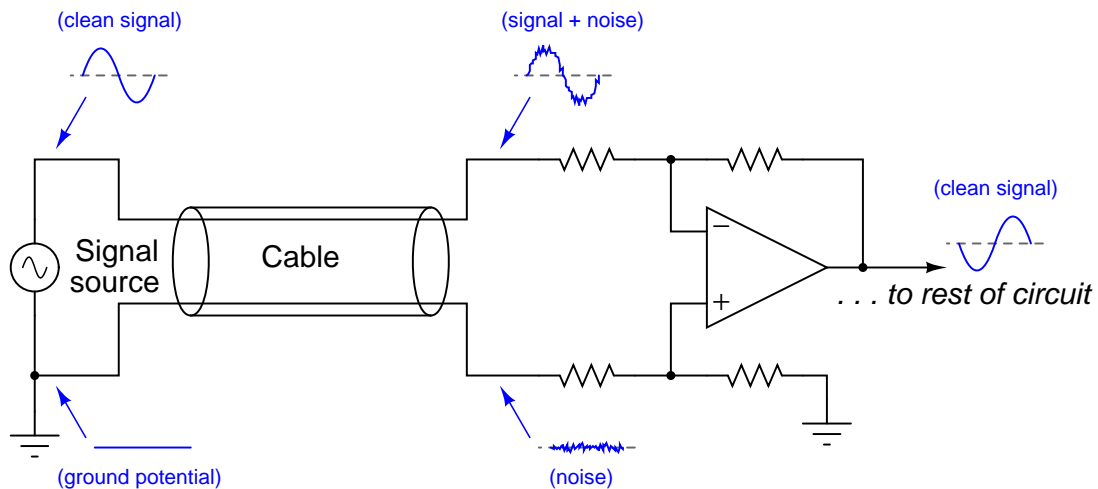 (clean signal)
(signal + noise)
(clean signal)
Signal
source
Cable
−
+
. . . to rest of circuit
(ground potential)
(noise)